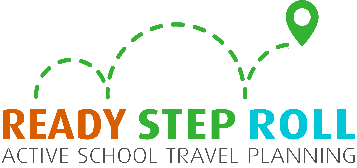 READY STEP ROLL
ACTIVE SCHOOL TRAVEL PLANNING